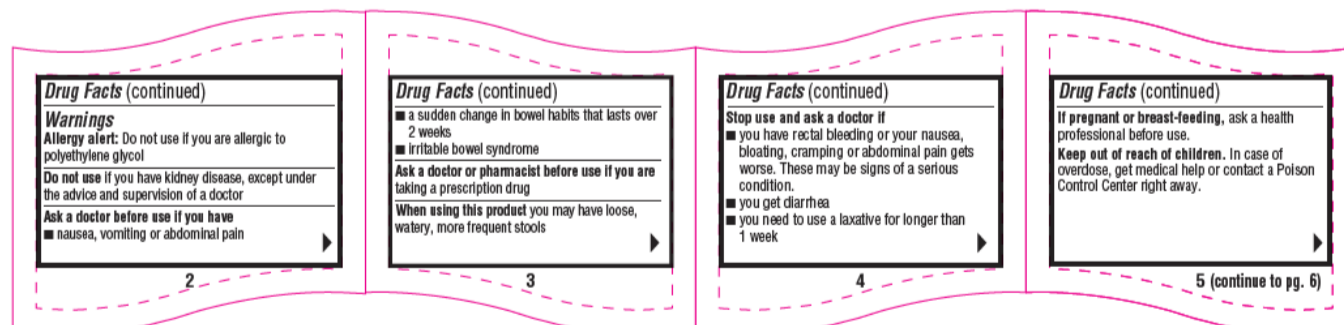 Drug Facts (continued)
Warnings
Allergy alert: Do not use if you are allergic to
polyethylene glycol
Do not use if you have kidney disease, except under
the advice and supervision of a doctor
Ask a doctor before use if you have
■ nausea, vomiting or abdominal pain
2
Drug Facts (continued)
■ a sudden change in bowel habits that lasts over
2 weeks
■ irritable bowel syndrome
Ask a doctor or pharmacist before use if you are
taking a prescription drug
When using this product you may have loose,
watery, more frequent stools
3
Drug Facts (continued)
Stop use and ask a doctor if
■ you have rectal bleeding or your nausea,
bloating, cramping or abdominal pain gets
worse. These may be signs of a serious
condition.
■ you get diarrhea
■ you need to use a laxative for longer than
1 week
4
Drug Facts (continued)
If pregnant or breast-feeding, ask a health
professional before use.
Keep out of reach of children. In case of
overdose, get medical help or contact a Poison
Control Center right away.
5 (continue to pg. 6)